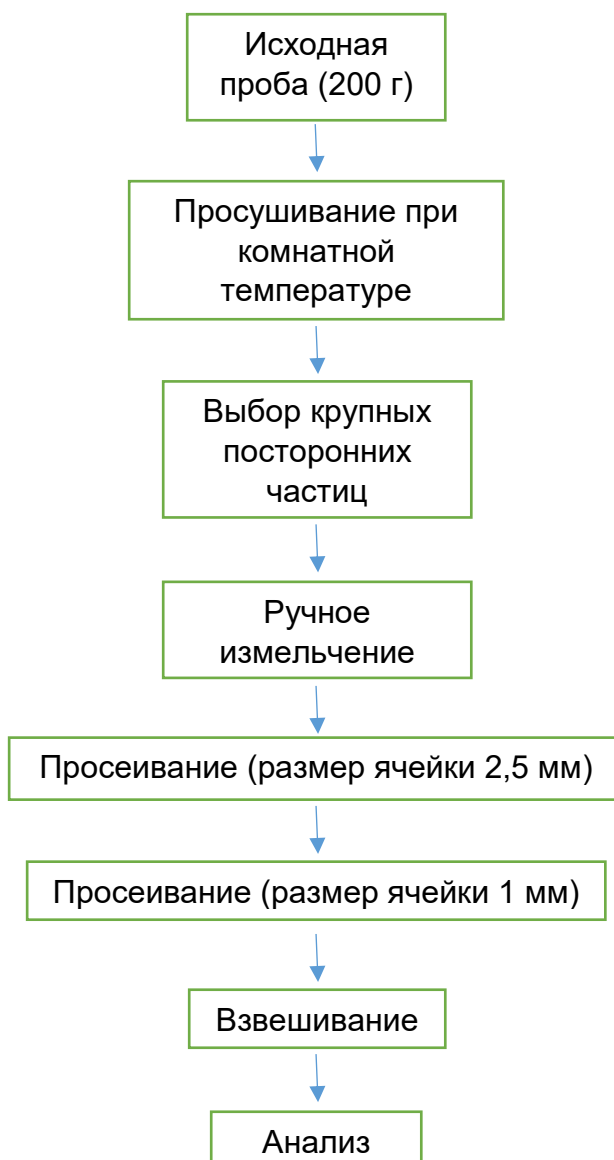 Исходная
проба (200 г)
Просушивание при
комнатной
температуре
Выбор крупных
посторонних
частиц
Ручное
измельчение
Просеивание (размер ячейки 2,5 мм)
Просеивание (размер ячейки 1 мм)
Взвешивание
Анализ